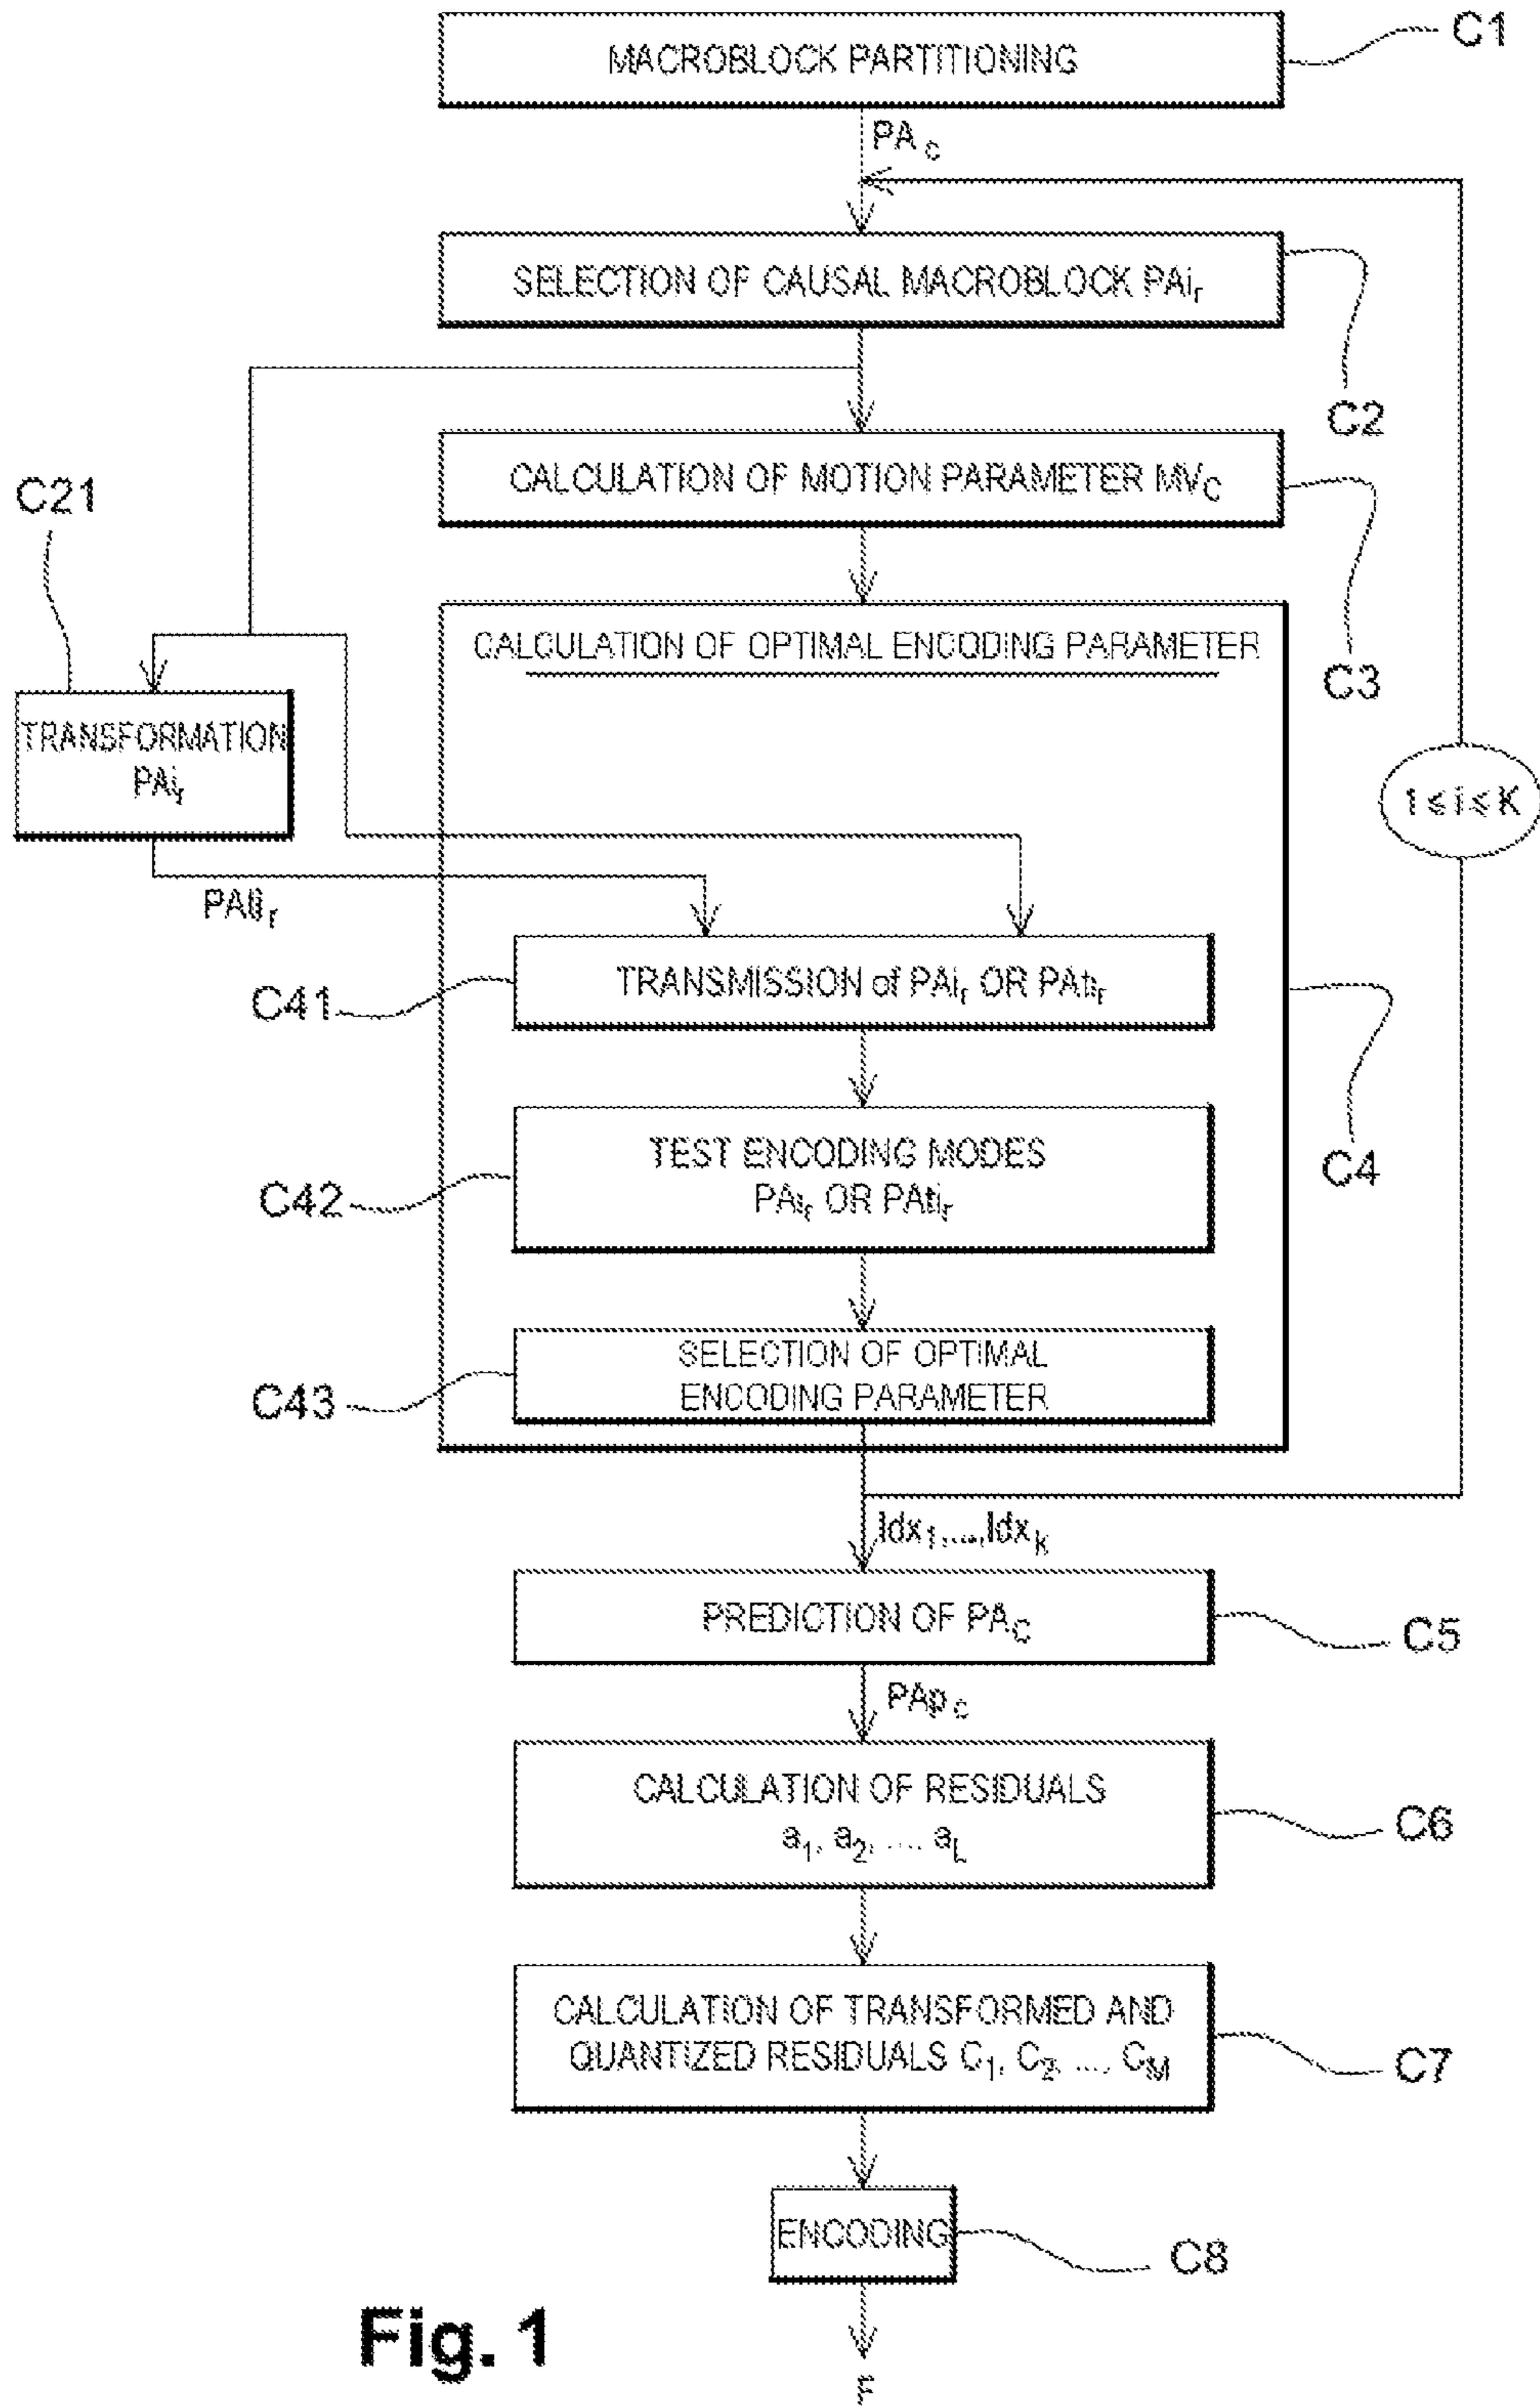 MACROBLOCK PARTITIONING
C1
PA c
SELECTION OF CAUSAL MACROBLOCK PAir
C2
CALCULATION OF MOTION PARAMETER MVC
C3
C21
CALCULATION OF OPTIMAL ENCODING PARAMETER
TRANSFORMATION
PAir
1 ≤ i ≤ K
PAtir
C41
TRANSMISSION of PAir OR PAtir
C4
TEST ENCODING MODES
PAir OR PAtir
C42
SELECTION OF OPTIMAL
ENCODING PARAMETER
C43
Idx1,...,Idxk
PREDICTION OF PAC
C5
PAp c
CALCULATION OF RESIDUALS
a1, a2, ... aL
C6
CALCULATION OF TRANSFORMED AND
QUANTIZED RESIDUALS C1, C2, ..., CM
C7
ENCODING
C8
Fig. 1
F